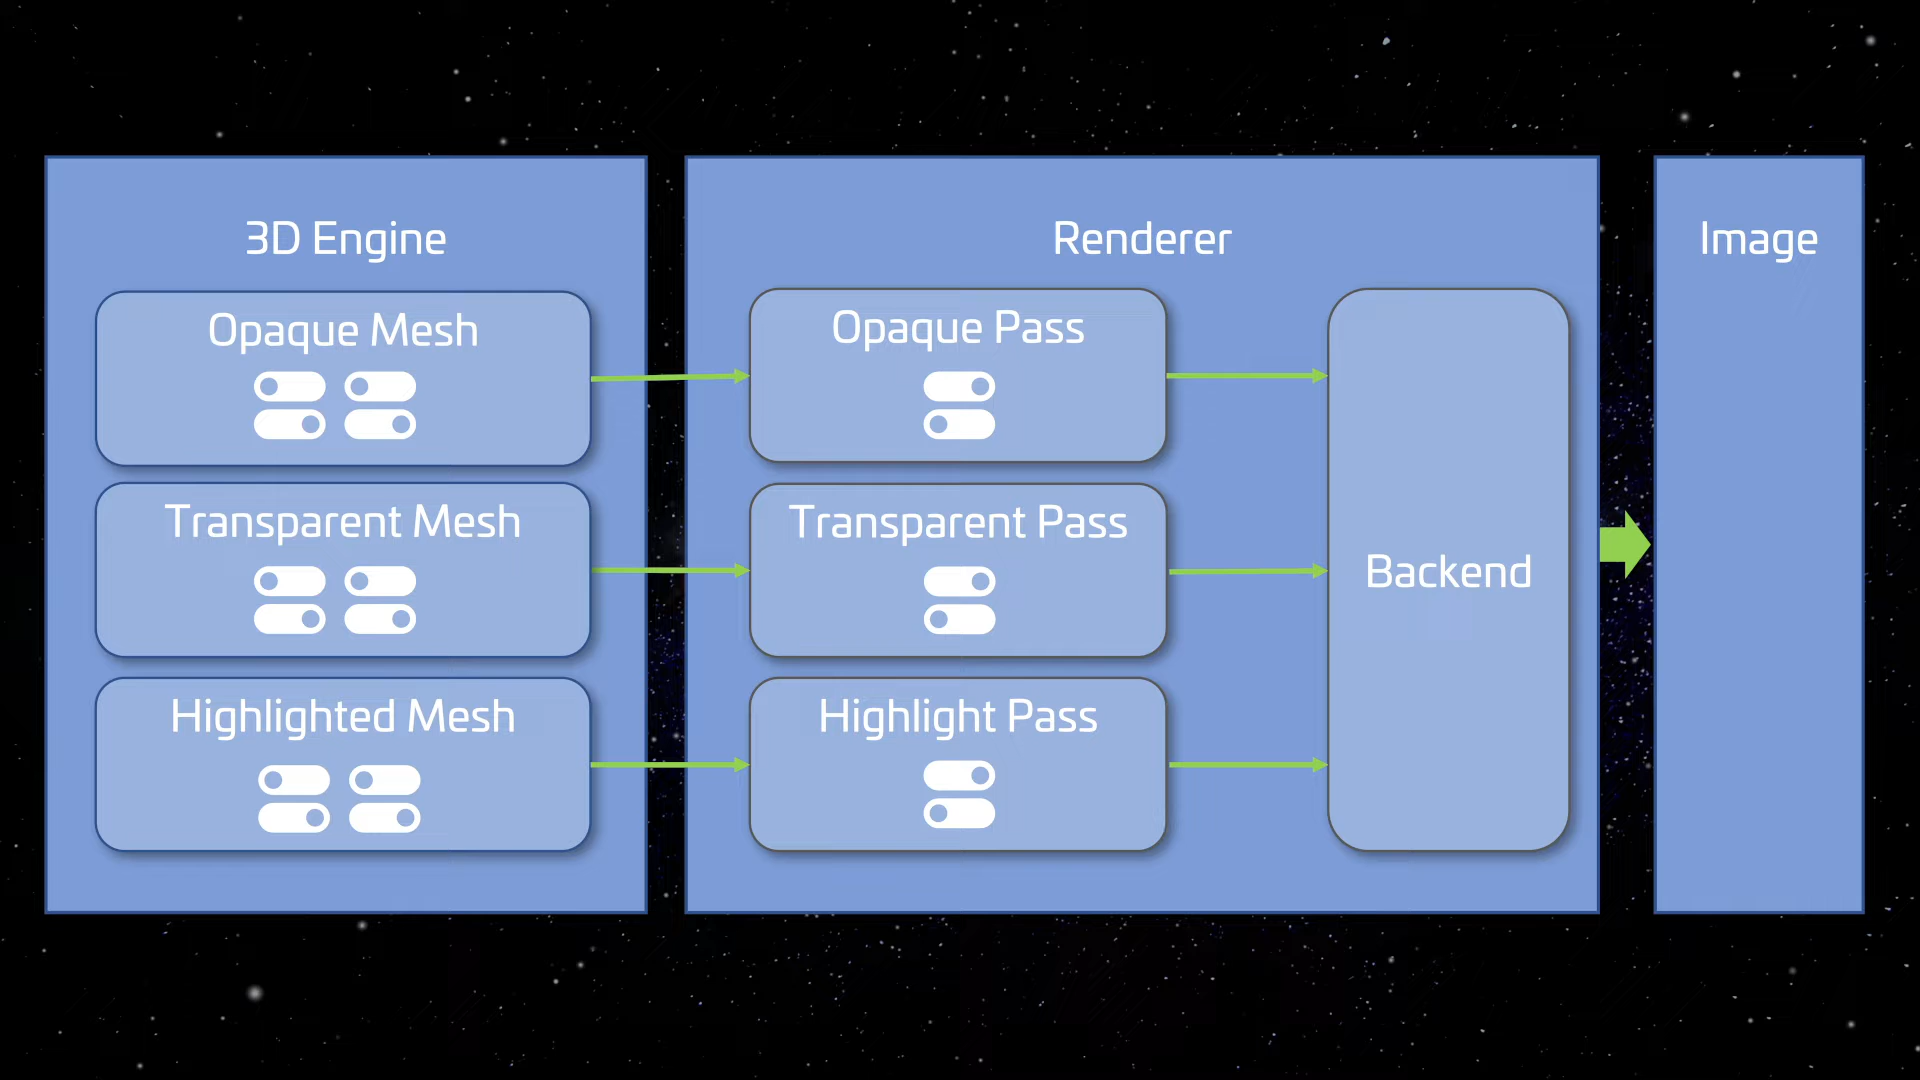 3D Engine
Opaque Mesh
Transparent Mesh
Highlighted Mesh
Renderer
Opaque Pass
Transparent Pass
Highlight Pass
Backend
Image